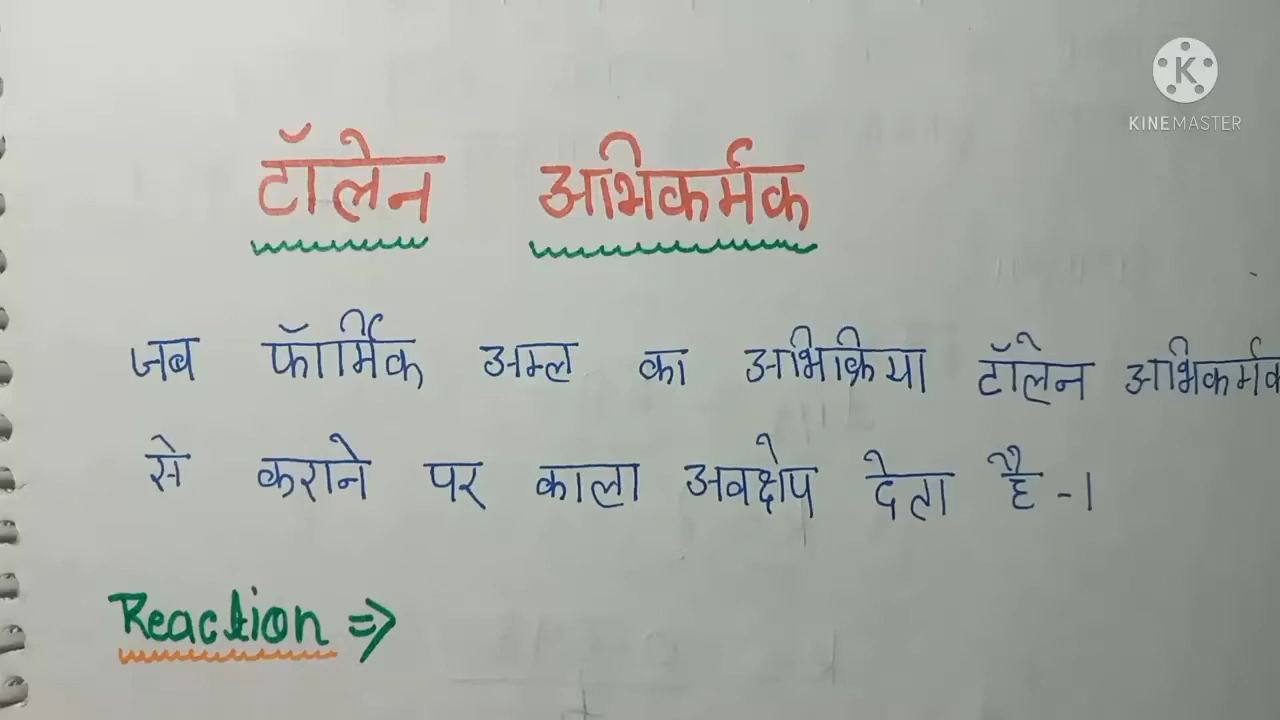 KINEMASTER
टॉलेन अभिकर्मक
जब फॉर्मिक अम्ल का अभिक्रिया टॉलेन अभिकर्मक
से कराने पर काला अवक्षेप देता है -।
Reaction ⇒